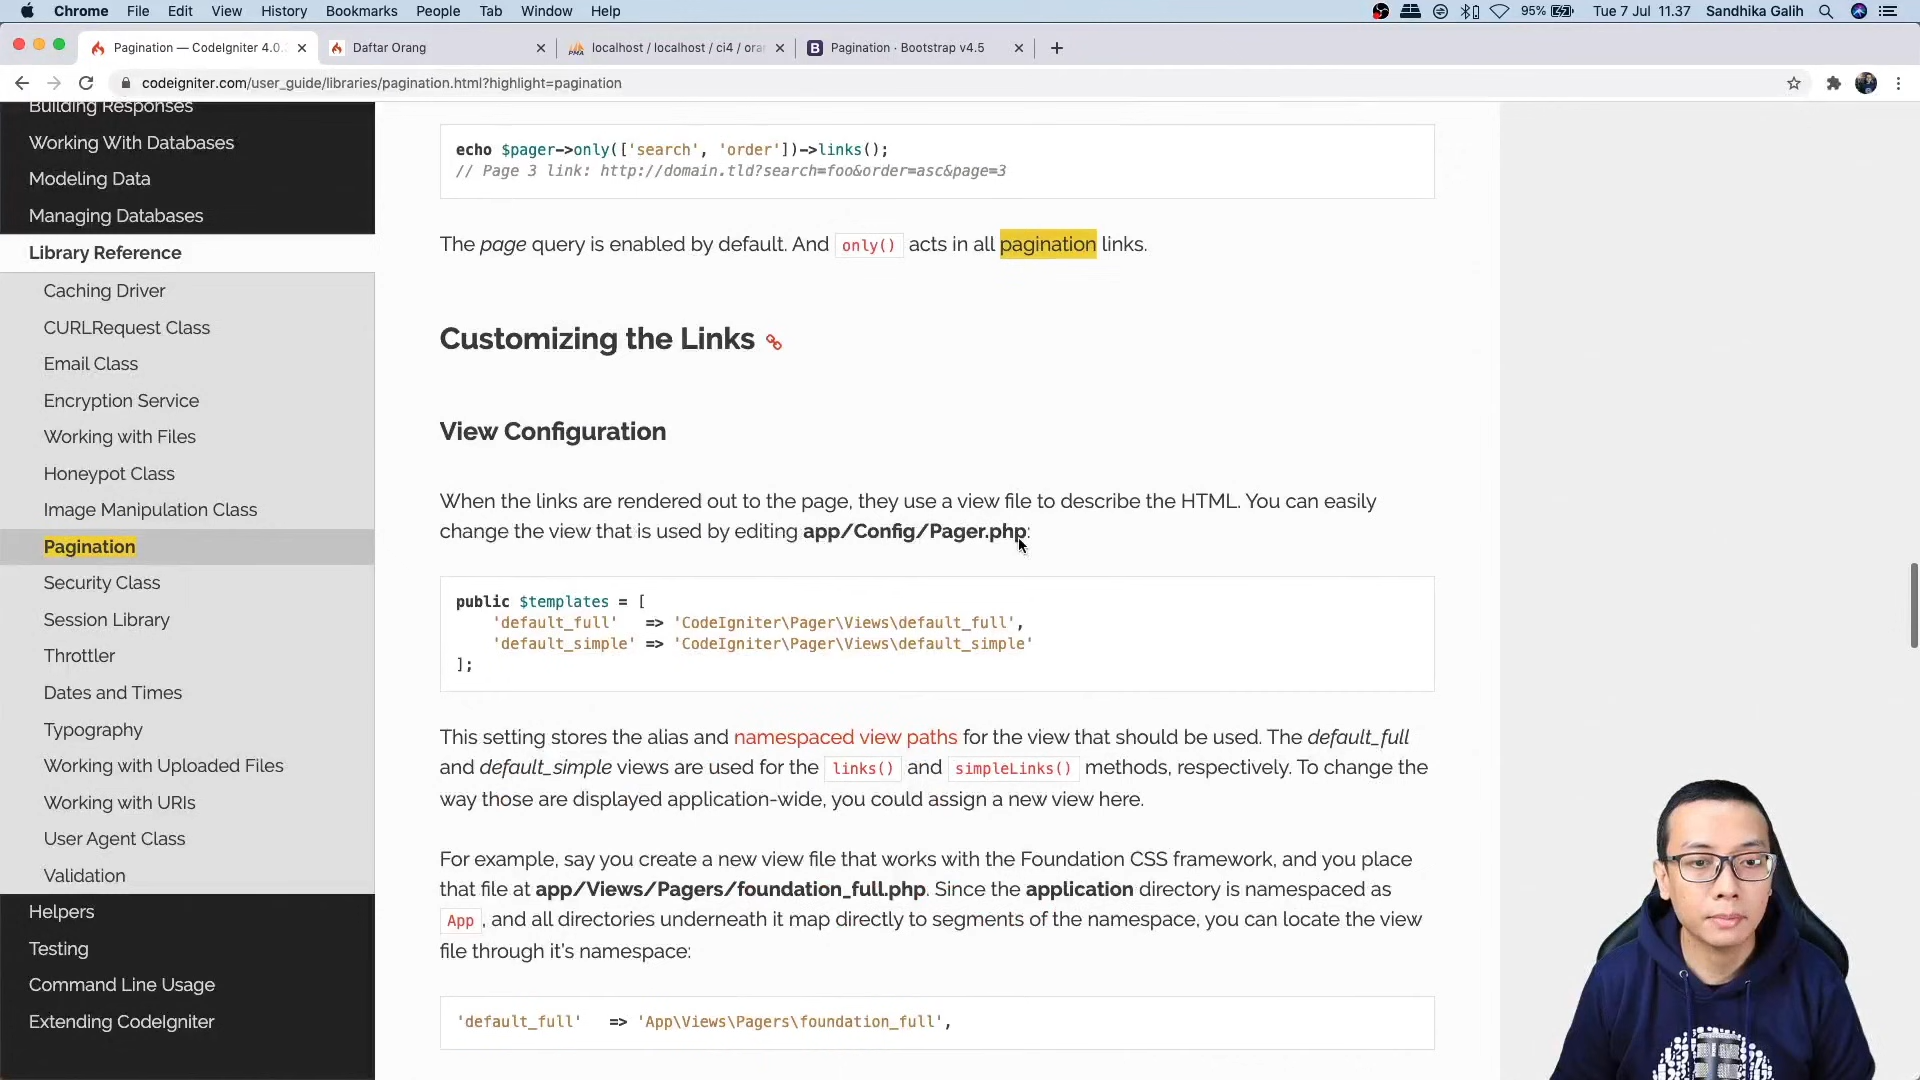 Chrome File Edit View History Bookmarks People Tab Window Help 95% Tue 7 Jul 11.37 Sandhika Galih
Pagination — CodeIgniter 4.0. Daftar Orang localhost / localhost / ci4 / ora Pagination · Bootstrap v4.5
codeigniter.com/user_guide/libraries/pagination.html?highlight=pagination
Building Responses
Working With Databases
Modeling Data
Managing Databases
Library Reference
Caching Driver
CURLRequest Class
Email Class
Encryption Service
Working with Files
Honeypot Class
Image Manipulation Class
Pagination
Security Class
Session Library
Throttler
Dates and Times
Typography
Working with Uploaded Files
Working with URIs
User Agent Class
Validation
Helpers
Testing
Command Line Usage
Extending CodeIgniter
echo $pager->only(['search', 'order'])->links();
// Page 3 link: http://domain.tld?search=foo&order=asc&page=3
The page query is enabled by default. And only() acts in all pagination links.
Customizing the Links
View Configuration
When the links are rendered out to the page, they use a view file to describe the HTML. You can easily
change the view that is used by editing app/Config/Pager.php:
public $templates = [
'default_full' => 'CodeIgniter\Pager\Views\default_full',
'default_simple' => 'CodeIgniter\Pager\Views\default_simple'
];
This setting stores the alias and namespaced view paths for the view that should be used. The default_full
and default_simple views are used for the links() and simpleLinks() methods, respectively. To change the
way those are displayed application-wide, you could assign a new view here.
For example, say you create a new view file that works with the Foundation CSS framework, and you place
that file at app/Views/Pagers/foundation_full.php. Since the application directory is namespaced as
App, and all directories underneath it map directly to segments of the namespace, you can locate the view
file through it's namespace:
'default_full' => 'App\Views\Pagers\foundation_full',